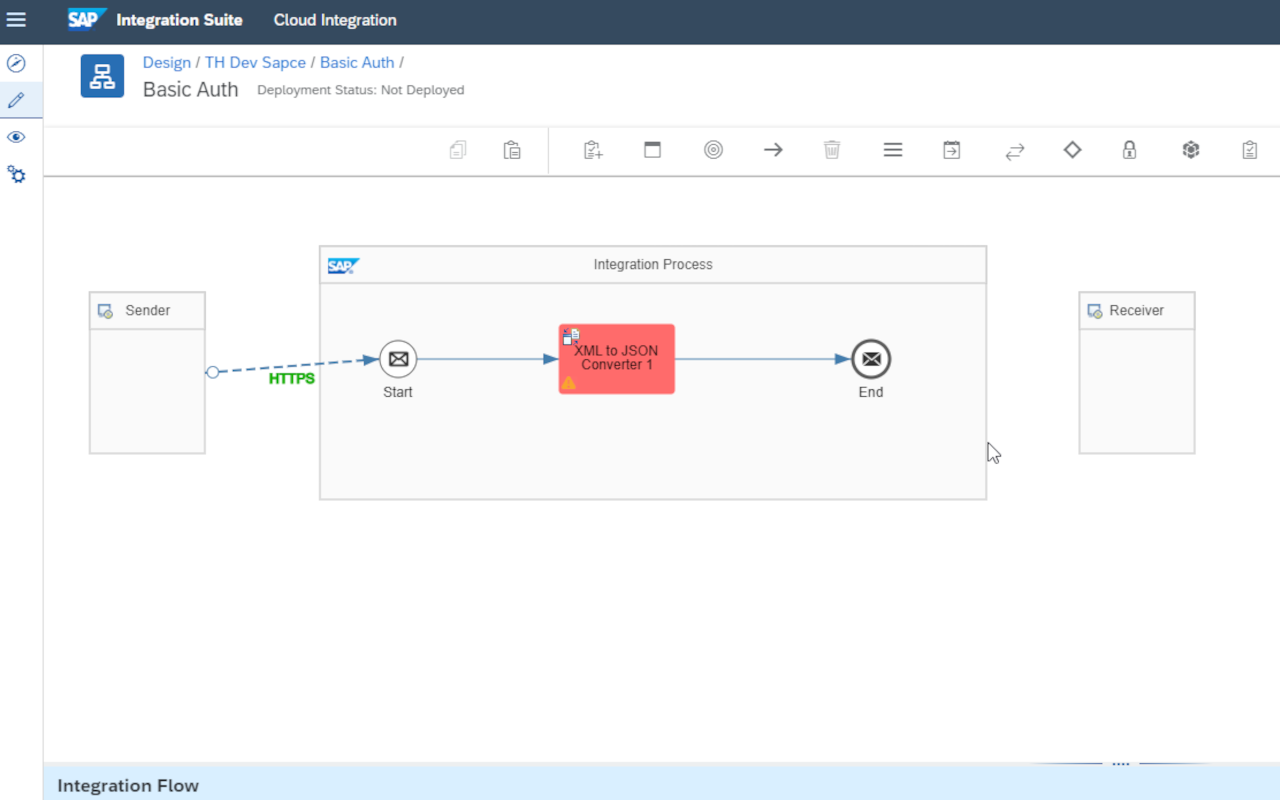 SAP Integration Suite Cloud Integration
Design / TH Dev Sapce / Basic Auth /
Basic Auth Deployment Status: Not Deployed
SAP Integration Process
Sender
Receiver
XML to JSON
Converter 1
HTTPS
Start
End
Integration Flow